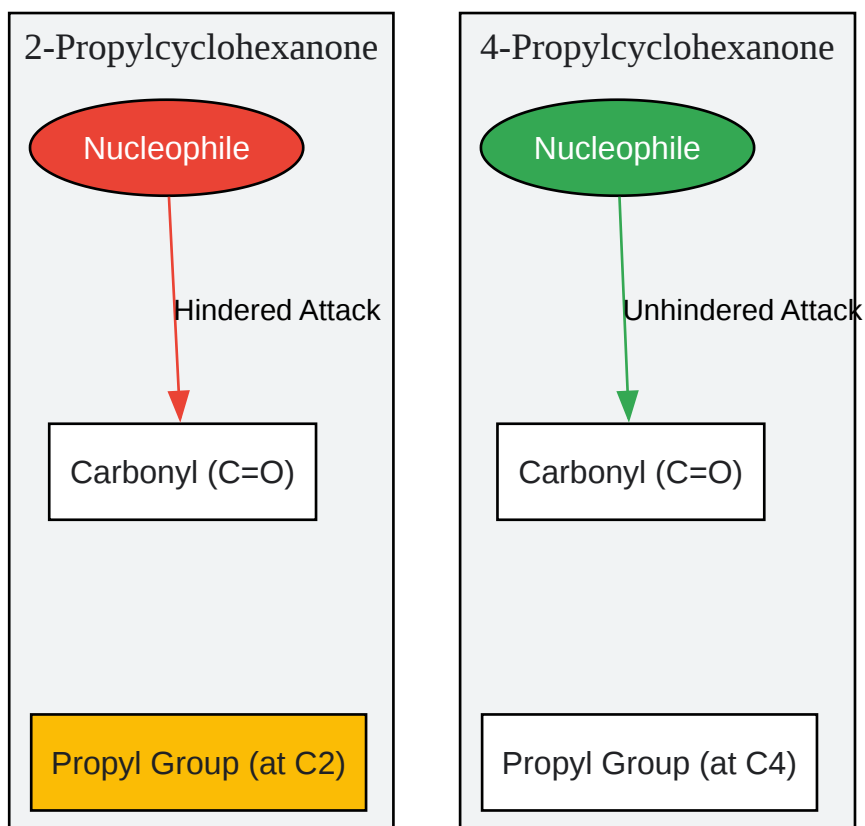 2-Propylcyclohexanone
Nucleophile
Hindered Attack
Carbonyl (C=O)
Propyl Group (at C2)
4-Propylcyclohexanone
Nucleophile
Unhindered Attack
Carbonyl (C=O)
Propyl Group (at C4)